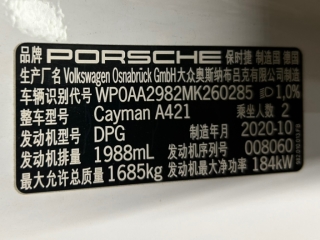 品牌 PORSCHE 保时捷 制造国 德国
生产厂名 Volkswagen Osnabrück GmbH 大众奥斯纳布吕克有限公司制造
车辆识别代号 WP0AA2982MK260285 1,0%
整车型号 Cayman A421 乘坐人数 2
发动机型号 DPG 制造年月 2020-10
发动机排量 1988mL 发动机序列号 008060
最大允许总质量 1685kg 发动机最大净功率 184kW